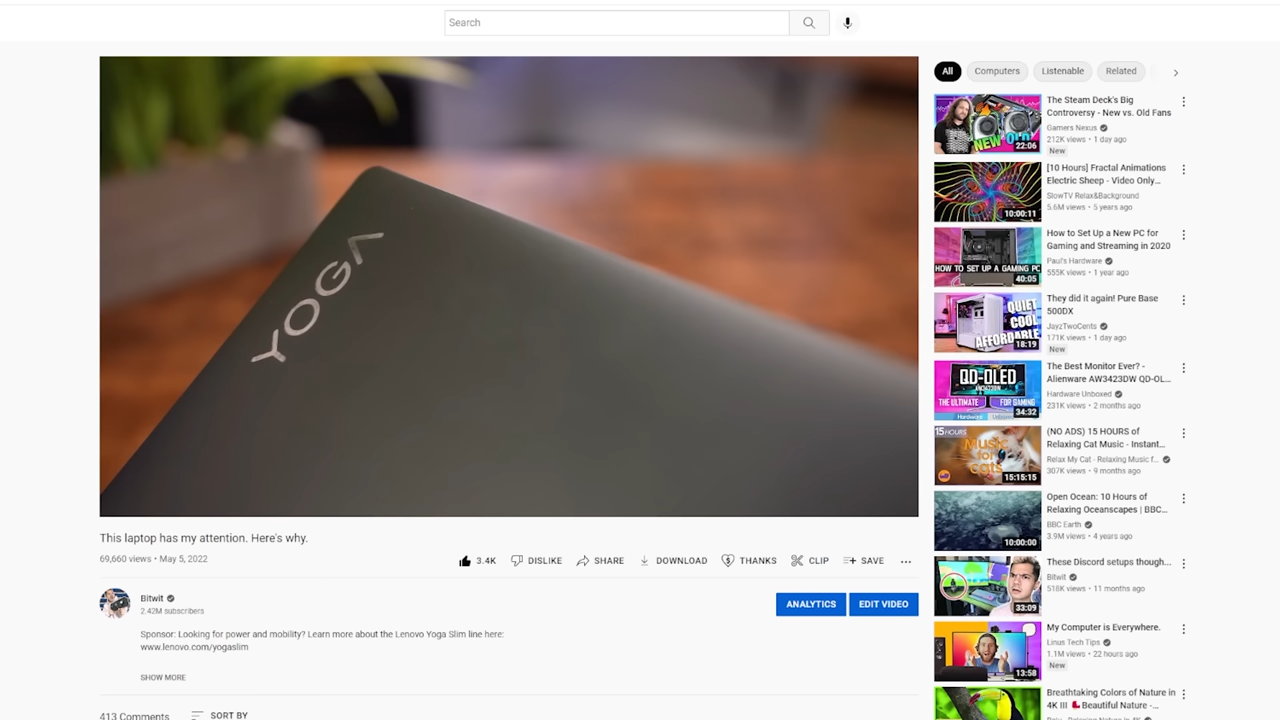 Search
YOGA
This laptop has my attention. Here's why.
69,660 views • May 5, 2022
3.4K
DISLIKE
SHARE
DOWNLOAD
THANKS
CLIP
SAVE
Bitwit
2.42M subscribers
ANALYTICS
EDIT VIDEO
Sponsor: Looking for power and mobility? Learn more about the Lenovo Yoga Slim line here:
www.lenovo.com/yogaslim
SHOW MORE
413 Comments
SORT BY
All
Computers
Listenable
Related
NEW
OLD
22:06
The Steam Deck's Big
Controversy - New vs. Old Fans
Gamers Nexus
212K views • 1 day ago
New
10:00:11
[10 Hours] Fractal Animations
Electric Sheep - Video Only...
SlowTV Relax&Background
5.6M views • 5 years ago
HOW TO SET UP A GAMING PC
40:05
How to Set Up a New PC for
Gaming and Streaming in 2020
Paul's Hardware
555K views • 1 year ago
QUIET
COOL
AFFORDABLE
18:19
They did it again! Pure Base
500DX
JayzTwoCents
171K views • 1 day ago
New
QD-OLED
AW3423DW
THE ULTIMATE
FOR GAMING
Hardware
34:32
The Best Monitor Ever? -
Alienware AW3423DW QD-OL...
Hardware Unboxed
231K views • 2 months ago
15 HOURS
Music
for
cats
15:15:15
(NO ADS) 15 HOURS of
Relaxing Cat Music - Instant...
Relax My Cat - Relaxing Music f...
307K views • 9 months ago
10:00:00
Open Ocean: 10 Hours of
Relaxing Oceanscapes | BBC...
BBC Earth
3.9M views • 4 years ago
33:09
These Discord setups though...
Bitwit
518K views • 11 months ago
13:58
My Computer is Everywhere.
Linus Tech Tips
1.1M views • 22 hours ago
New
Breathtaking Colors of Nature in
4K III Beautiful Nature -...